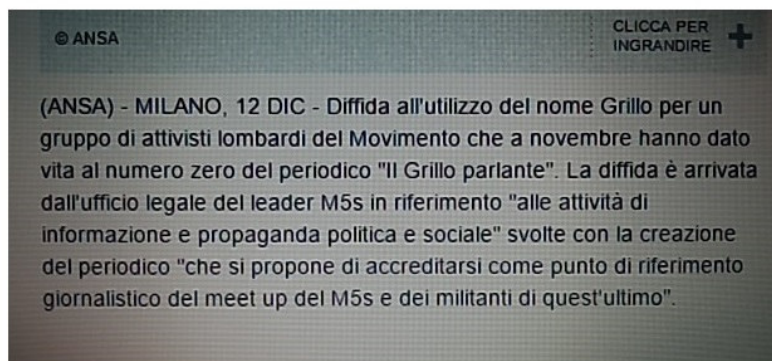 © ANSA
CLICCA PER
INGRANDIRE
(ANSA) - MILANO, 12 DIC - Diffida all'utilizzo del nome Grillo per un
gruppo di attivisti lombardi del Movimento che a novembre hanno dato
vita al numero zero del periodico "Il Grillo parlante". La diffida è arrivata
dall'ufficio legale del leader M5s in riferimento "alle attività di
informazione e propaganda politica e sociale" svolte con la creazione
del periodico "che si propone di accreditarsi come punto di riferimento
giornalistico del meet up del M5s e dei militanti di quest'ultimo".